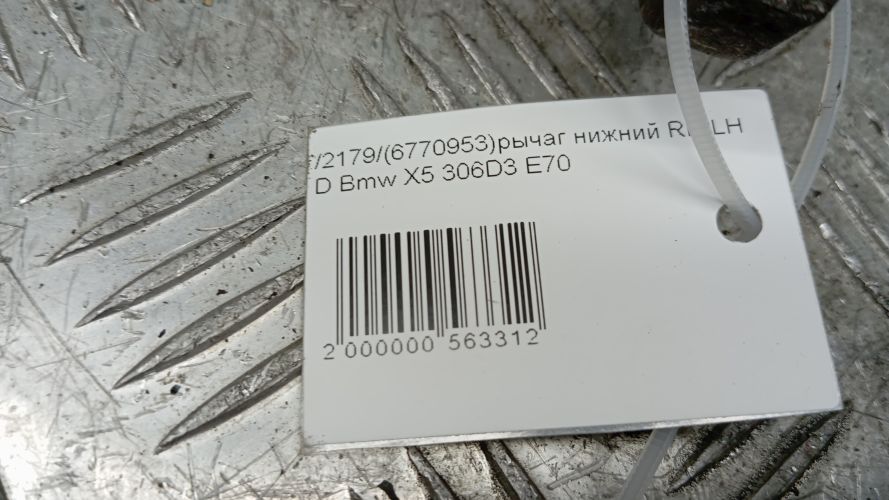 /2179/(6770953)рычаг нижний LH
D Bmw X5 306D3 E70
2 000000 563312